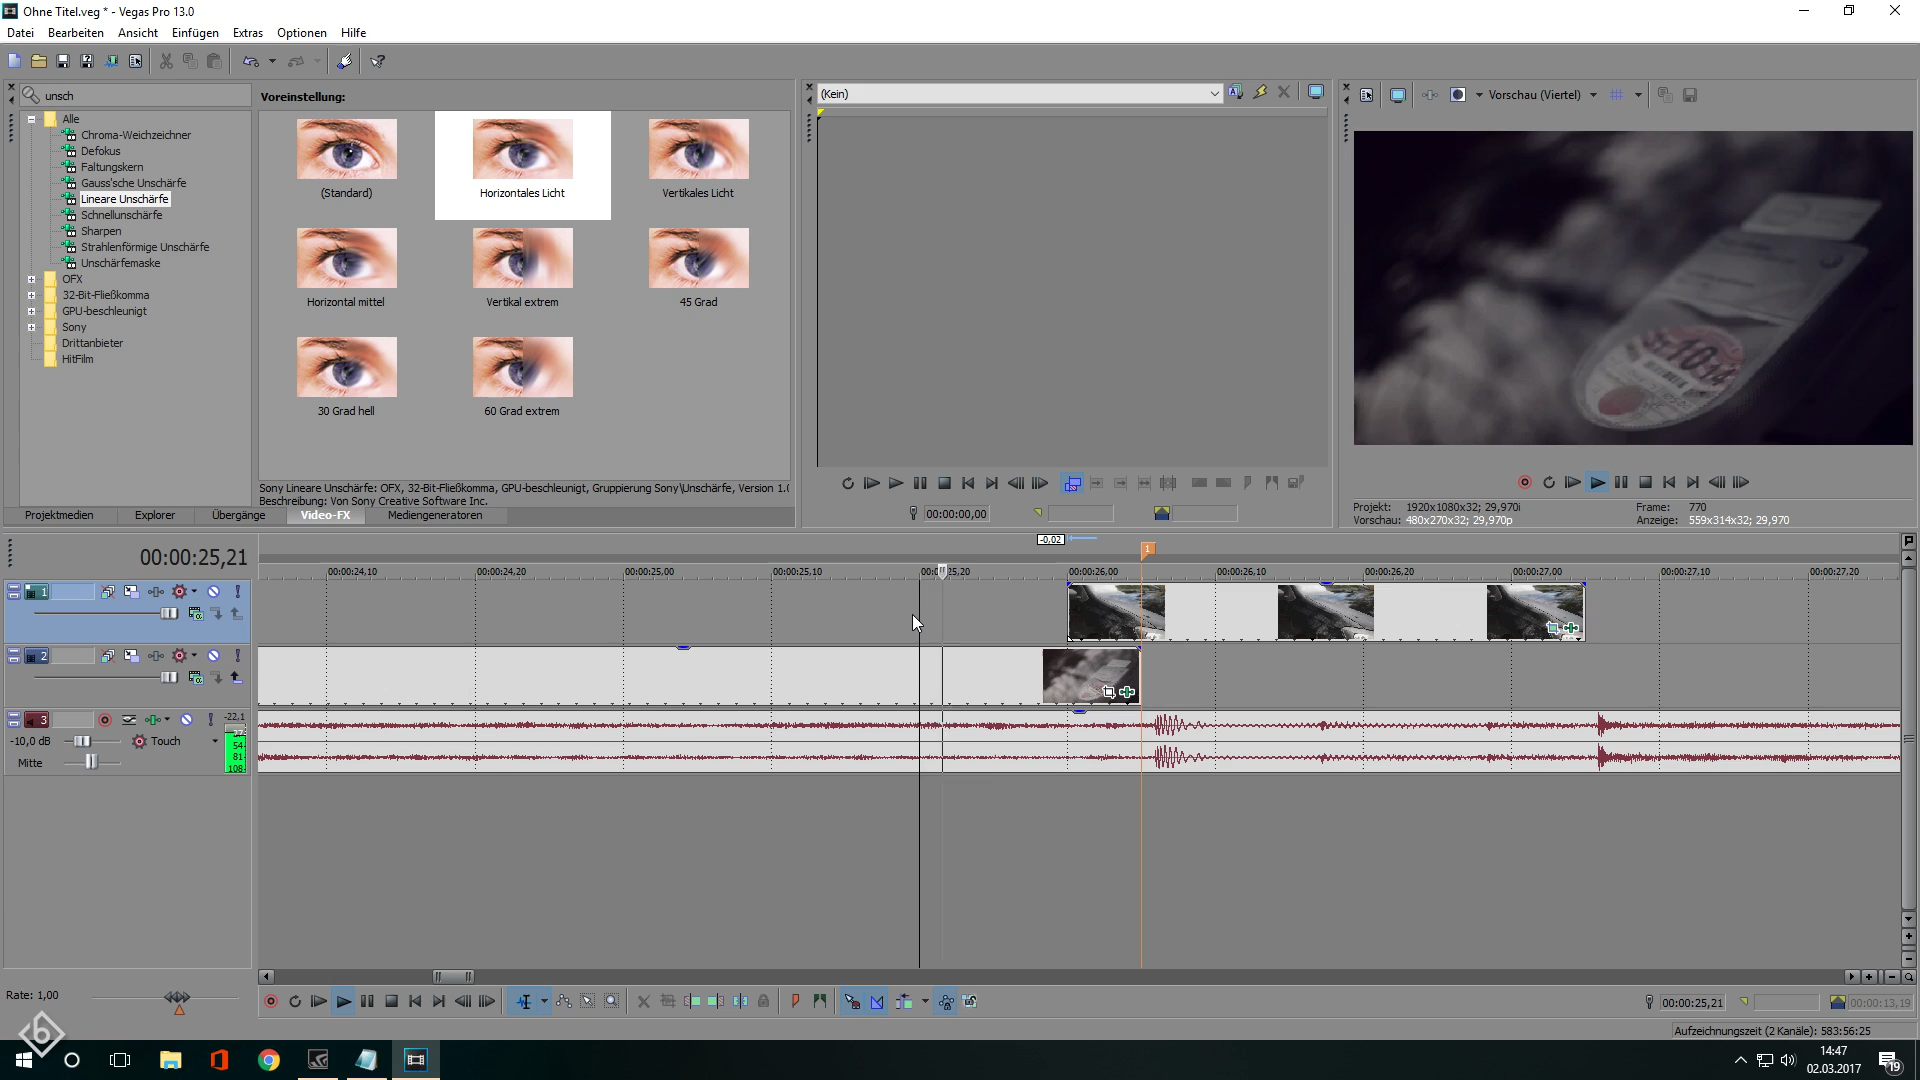 Ohne Titel.veg * - Vegas Pro 13.0
Datei Bearbeiten Ansicht Einfügen Extras Optionen Hilfe
unsch
Alle
Chroma-Weichzeichner
Defokus
Faltungskern
Gauss'sche Unschärfe
Lineare Unschärfe
Schnellunschärfe
Sharpen
Strahlenförmige Unschärfe
Unschärfemaske
OFX
32-Bit-Fließkomma
GPU-beschleunigt
Sony
Drittanbieter
HitFilm
Voreinstellung:
(Standard) Horizontales Licht Vertikales Licht
Horizontal mittel Vertikal extrem 45 Grad
30 Grad hell 60 Grad extrem
Sony Lineare Unschärfe: OFX, 32-Bit-Fließkomma, GPU-beschleunigt, Gruppierung Sony\Unschärfe, Version 1.0
Beschreibung: Von Sony Creative Software Inc.
Projektmedien Explorer Übergänge Video-FX Mediengeneratoren
(Kein)
00:00:00,00
Vorschau (Viertel)
Projekt: 1920x1080x32; 29,970i Frame: 770
Vorschau: 480x270x32; 29,970p Anzeige: 559x314x32; 29,970
00:00:25,21
-0,02
1
00:00:24,10 00:00:24,20 00:00:25,00 00:00:25,10 00:00:25,20 00:00:26,00 00:00:26,10 00:00:26,20 00:00:27,00 00:00:27,10 00:00:27,20
1
2
3
-22,1
-10,0 dB Touch
Mitte
54
81
108
Rate: 1,00
00:00:25,21 00:00:13,19
Aufzeichnungszeit (2 Kanäle): 583:56:25
14:47
02.03.2017
19